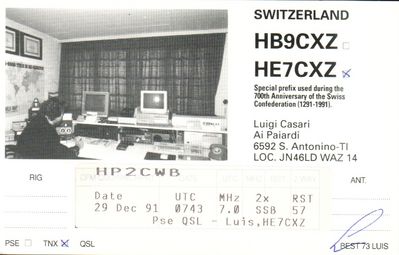 SWITZERLAND
HB9CXZ
HE7CXZ
Special prefix used during the
700th Anniversary of the Swiss
Confederation (1291-1991).
Luigi Casari
Ai Paiardi
6592 S. Antonino-TI
LOC. JN46LD WAZ 14
RIG
ANT.
HP2CWB
Date UTC MHz 2x RST
29 Dec 91 0743 7.0 SSB 57
Pse QSL - Luis, HE7CXZ
PSE TNX QSL
BEST 73 LUIS